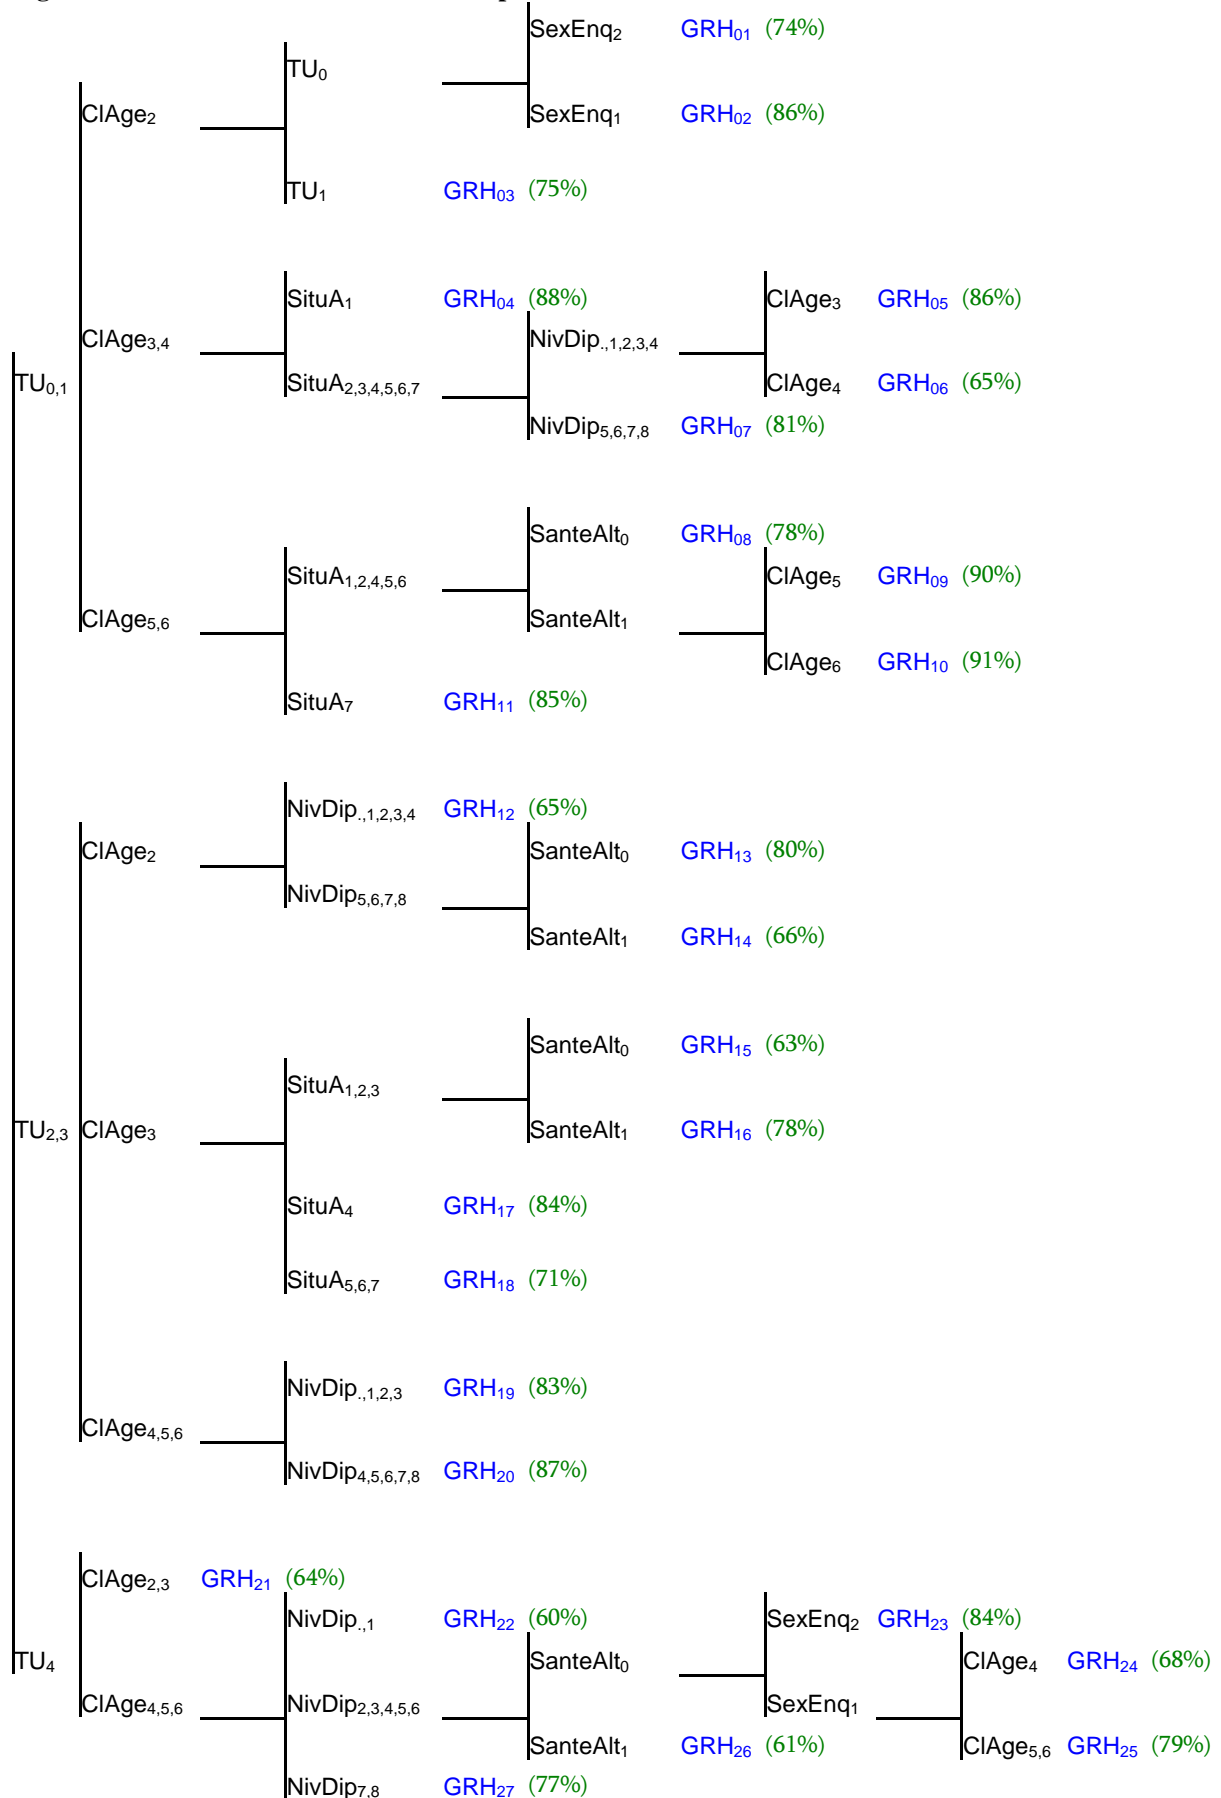 SexEnq2 GRH01 (74%)
TU0
ClAge2 SexEnq1 GRH02 (86%)
TU1 GRH03 (75%)
SituA1 GRH04 (88%) ClAge3 GRH05 (86%)
ClAge3,4 NivDip.,1,2,3,4
TU0,1 SituA2,3,4,5,6,7 ClAge4 GRH06 (65%)
NivDip5,6,7,8 GRH07 (81%)
SanteAlt0 GRH08 (78%)
SituA1,2,4,5,6 ClAge5 GRH09 (90%)
ClAge5,6 SanteAlt1
ClAge6 GRH10 (91%)
SituA7 GRH11 (85%)
NivDip.,1,2,3,4 GRH12 (65%)
ClAge2 SanteAlt0 GRH13 (80%)
NivDip5,6,7,8
SanteAlt1 GRH14 (66%)
SanteAlt0 GRH15 (63%)
SituA1,2,3
TU2,3 ClAge3 SanteAlt1 GRH16 (78%)
SituA4 GRH17 (84%)
SituA5,6,7 GRH18 (71%)
NivDip.,1,2,3 GRH19 (83%)
ClAge4,5,6
NivDip4,5,6,7,8 GRH20 (87%)
ClAge2,3 GRH21 (64%)
NivDip.,1 GRH22 (60%) SexEnq2 GRH23 (84%)
TU4 SanteAlt0 ClAge4 GRH24 (68%)
ClAge4,5,6 NivDip2,3,4,5,6 SexEnq1
SanteAlt1 GRH26 (61%) ClAge5,6 GRH25 (79%)
NivDip7,8 GRH27 (77%)